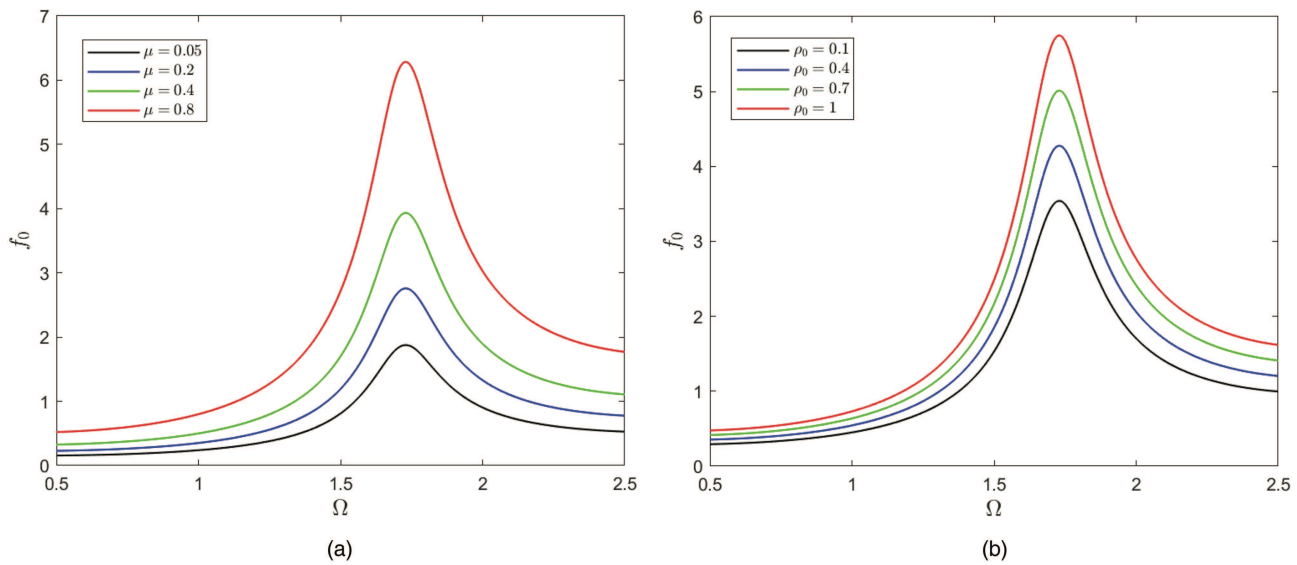 7
6
5
4
3
2
1
0
f₀
μ = 0.05
μ = 0.2
μ = 0.4
μ = 0.8
0.5 1 1.5 2 2.5
Ω
(a)
6
5
4
3
2
1
0
f₀
ρ₀ = 0.1
ρ₀ = 0.4
ρ₀ = 0.7
ρ₀ = 1
0.5 1 1.5 2 2.5
Ω
(b)